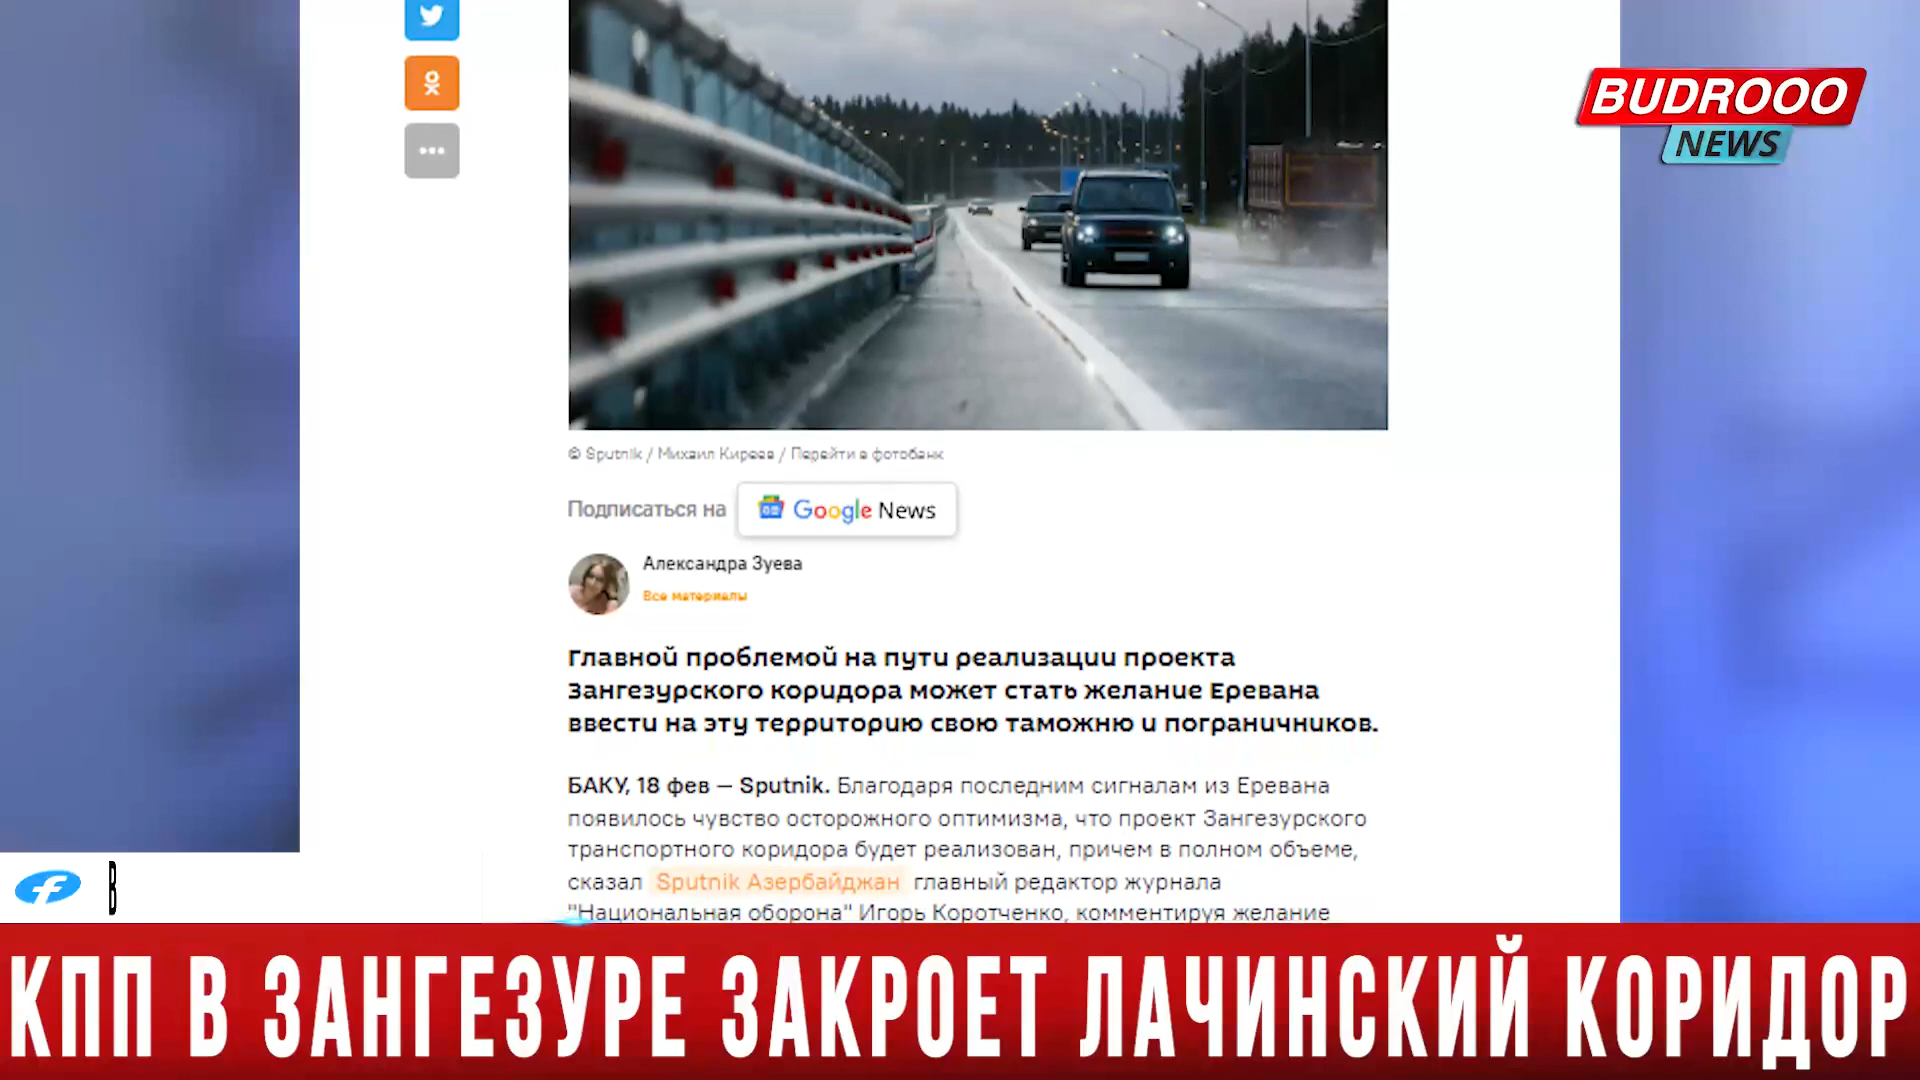 BUDROOO
NEWS
© Sputnik / Михаил Киреев / Перейти в фотобанк
Подписаться на Google News
Александра Зуева
Все материалы
Главной проблемой на пути реализации проекта
Зангезурского коридора может стать желание Еревана
ввести на эту территорию свою таможню и пограничников.
БАКУ, 18 фев — Sputnik. Благодаря последним сигналам из Еревана
появилось чувство осторожного оптимизма, что проект Зангезурского
транспортного коридора будет реализован, причем в полном объеме,
сказал Sputnik Азербайджан главный редактор журнала
"Национальная оборона" Игорь Коротченко, комментируя желание
В
КПП В ЗАНГЕЗУРЕ ЗАКРОЕТ ЛАЧИНСКИЙ КОРИДОР